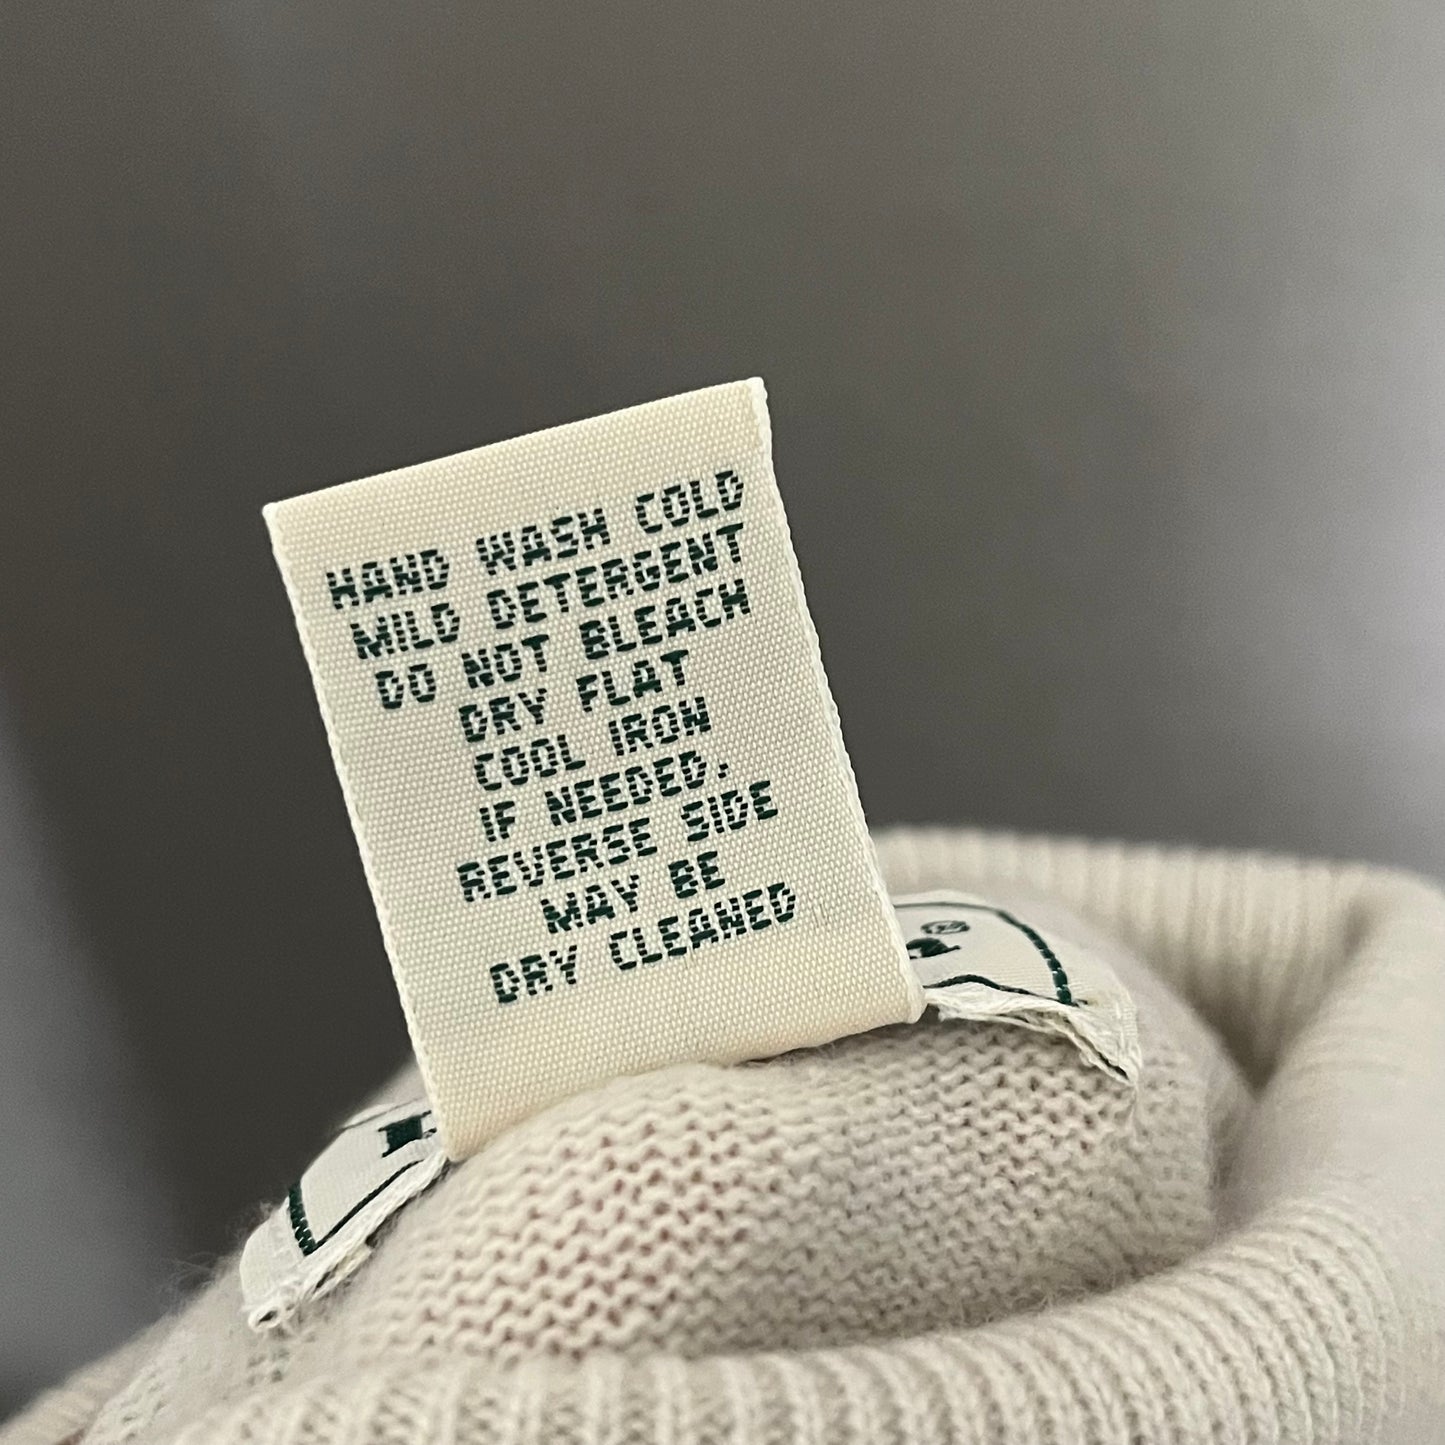 HAND WASH COLD
MILD DETERGENT
DO NOT BLEACH
DRY FLAT
COOL IRON
IF NEEDED.
REVERSE SIDE
MAY BE
DRY CLEANED
®